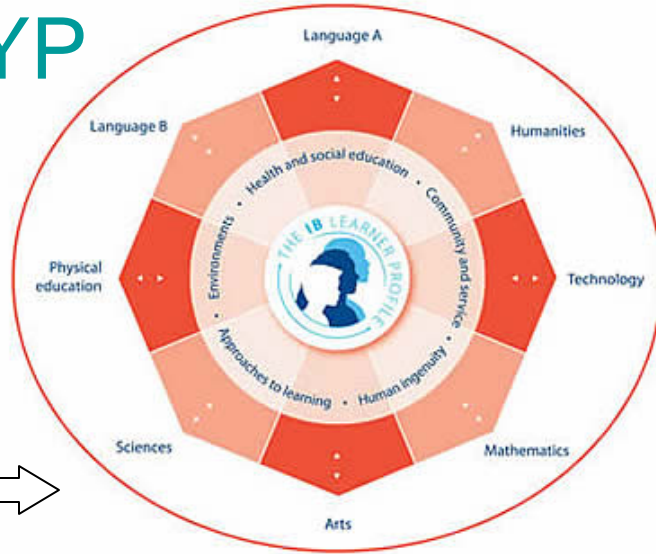 YP
Language A
Language B
Humanities
Health and social education
•
Community and service
•
Environments
•
THE IB LEARNER PROFILE
Physical
education
Technology
Approaches to learning
•
Human ingenuity
•
Sciences
Mathematics
Arts